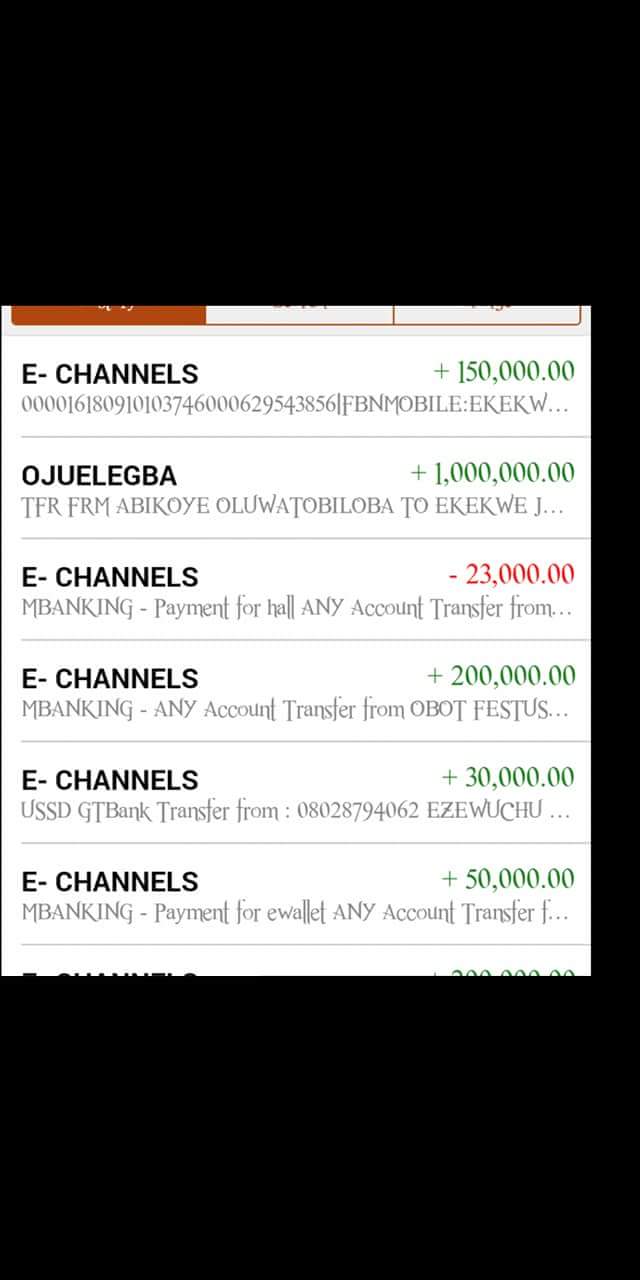 E- CHANNELS
+ 150,000.00
000016180910103746000629543856|FBNMOBILE:EKEKW...
OJUELEGBA
+ 1,000,000.00
TFR FRM ABIKOYE OLUWATOBILOBA TO EKEKWE J...
E- CHANNELS
- 23,000.00
MBANKING - Payment for hall ANY Account Transfer from...
E- CHANNELS
+ 200,000.00
MBANKING - ANY Account Transfer from OBOT FESTUS...
E- CHANNELS
+ 30,000.00
USSD GTBank Transfer from : 08028794062 EZEWUCHU ...
E- CHANNELS
+ 50,000.00
MBANKING - Payment for ewallet ANY Account Transfer f...